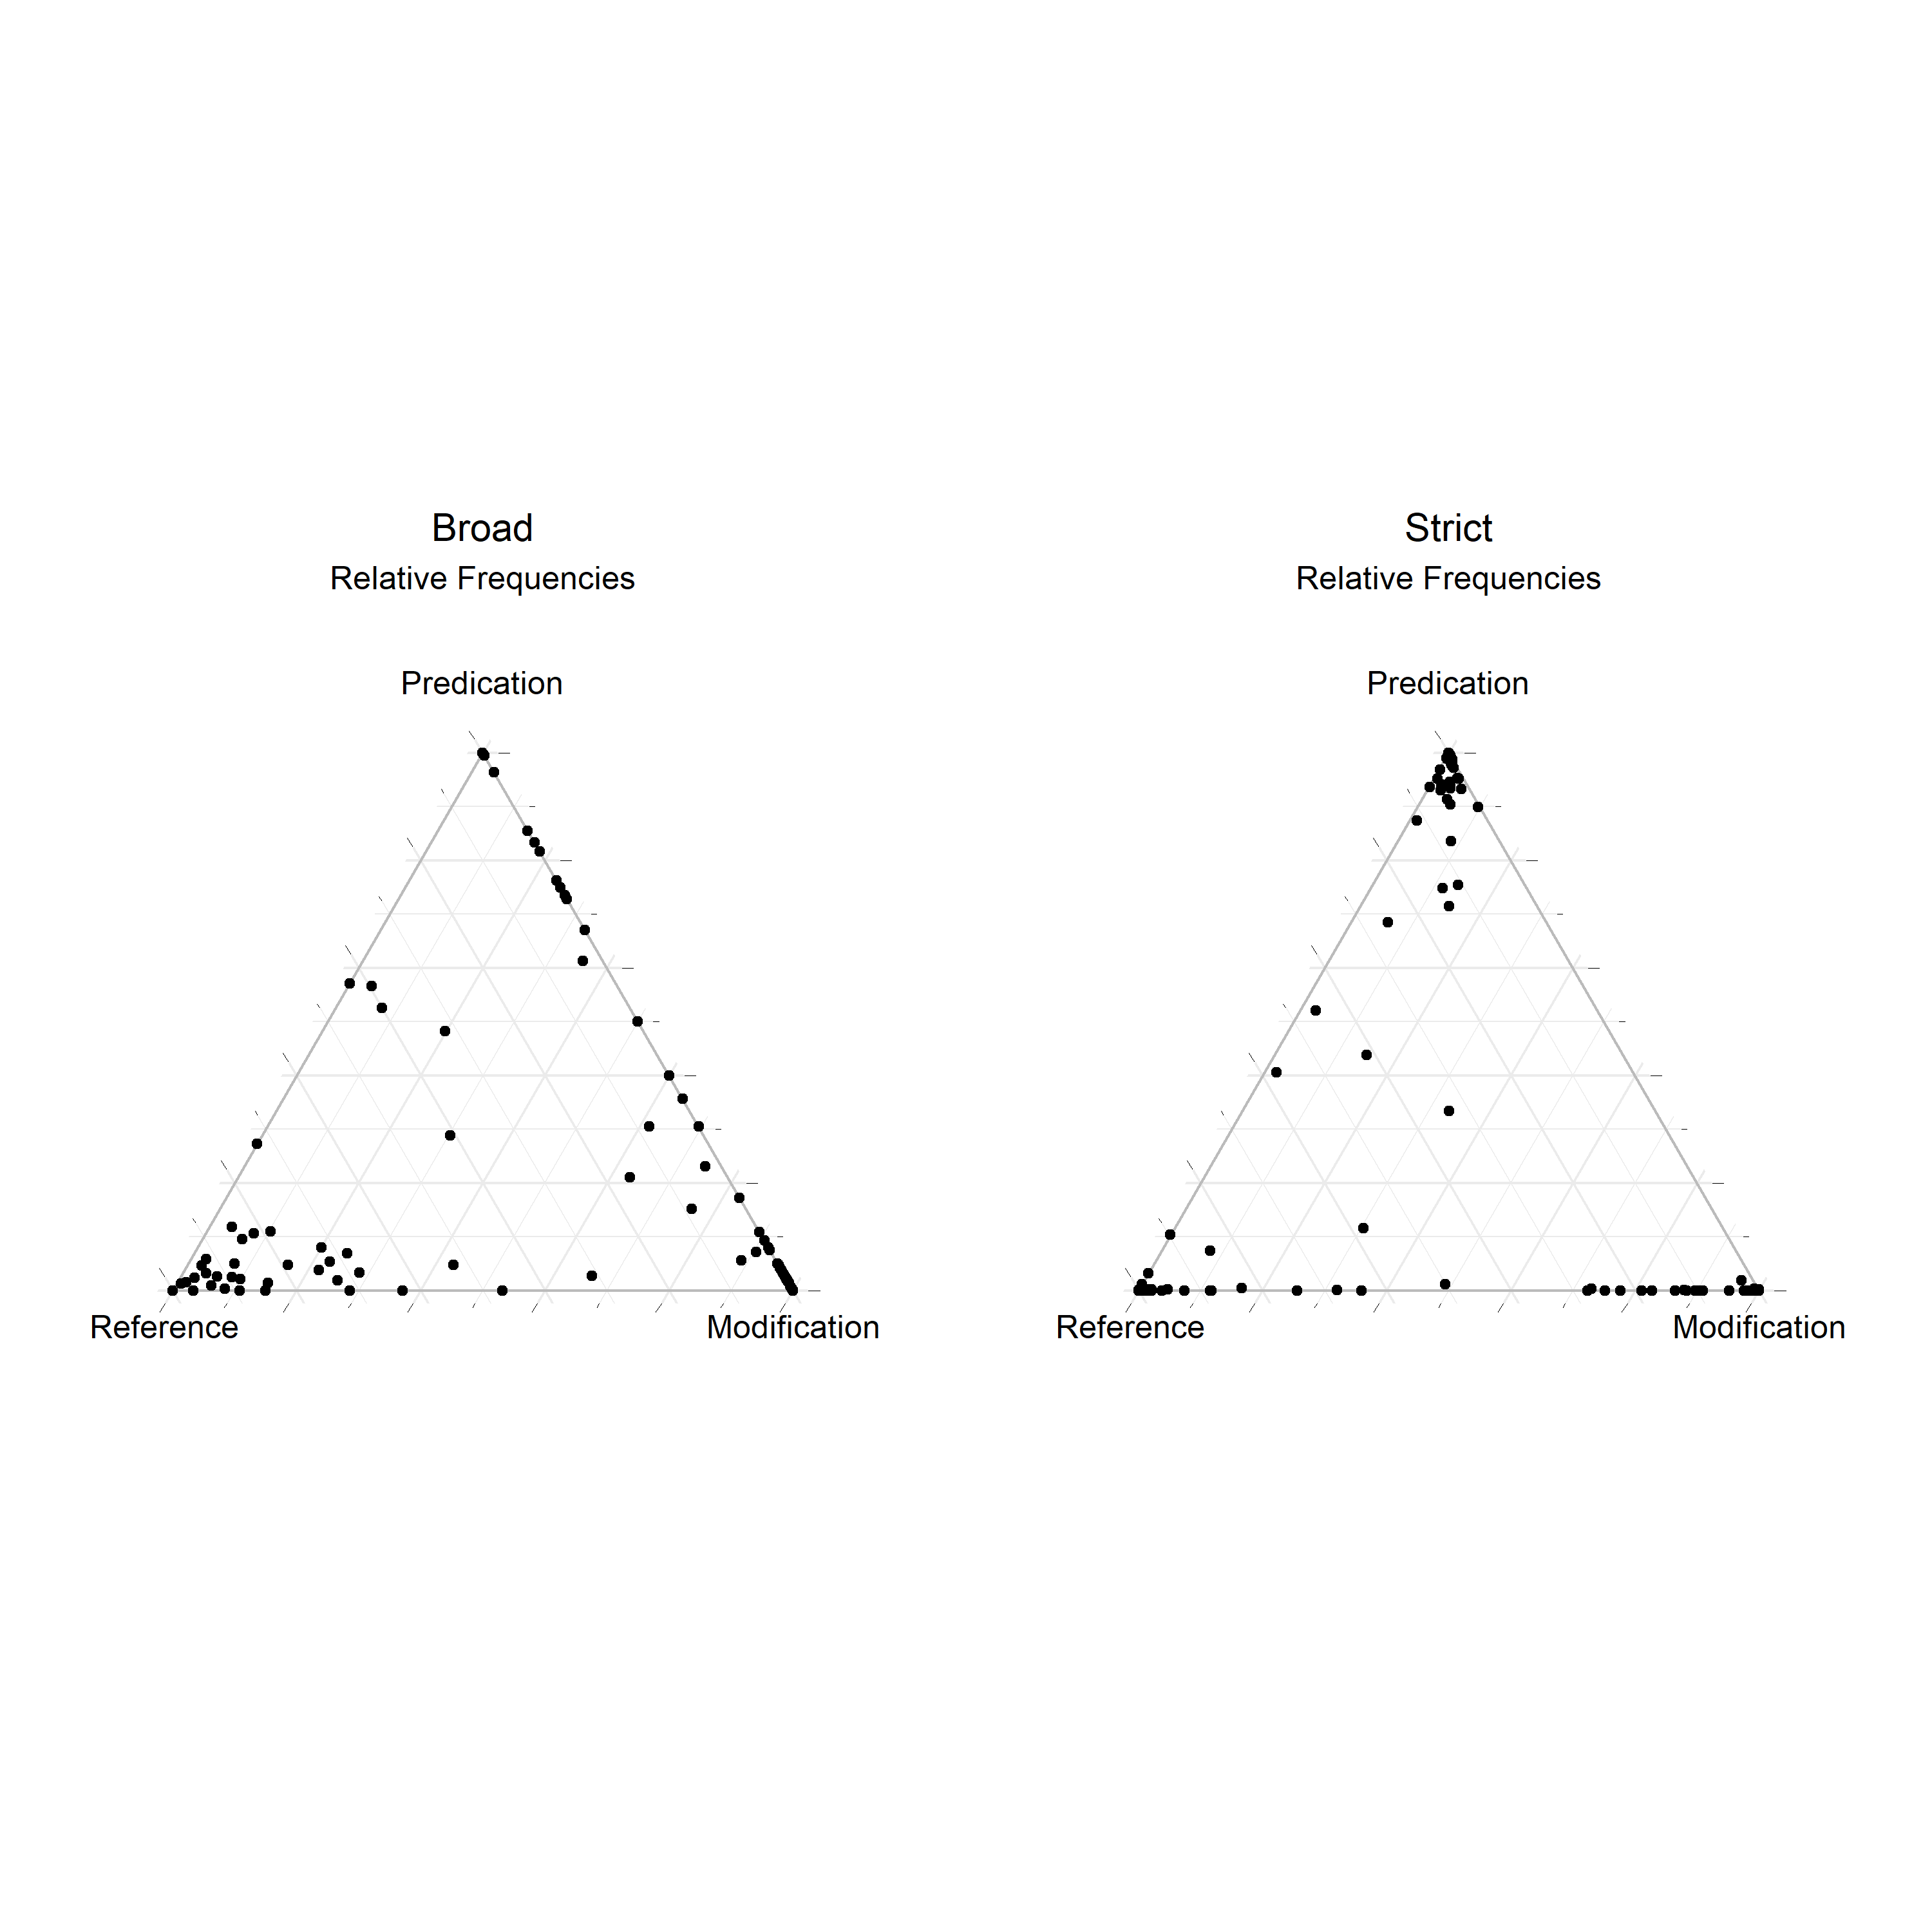 Broad
Relative Frequencies
Predication
Reference
Modification
Strict
Relative Frequencies
Predication
Reference
Modification